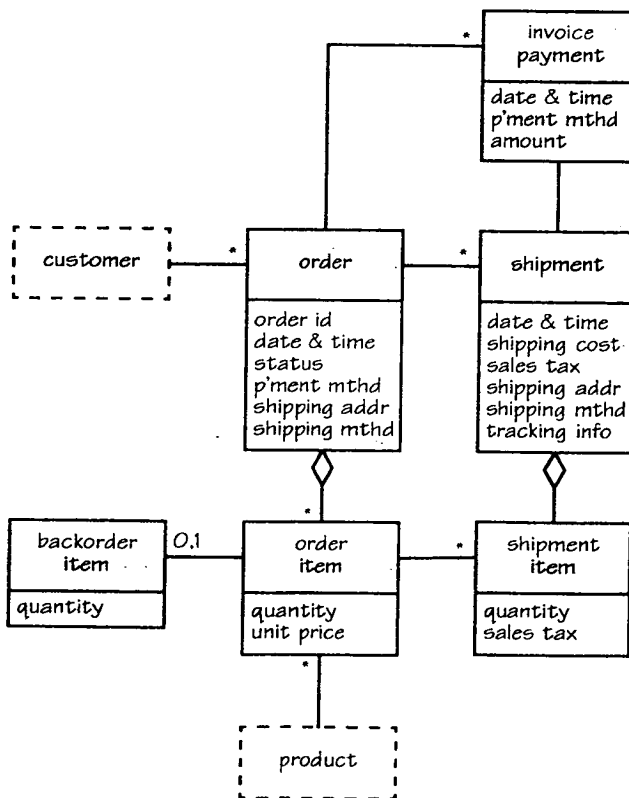 *
invoice
payment
date & time
p'ment mthd
amount
customer
*
order
*
shipment
order id
date & time
status
p'ment mthd
shipping addr
shipping mthd
date & time
shipping cost
sales tax
shipping addr
shipping mthd
tracking info
backorder
item
0,1
*
order
item
*
shipment
item
quantity
quantity
unit price
quantity
sales tax
*
product